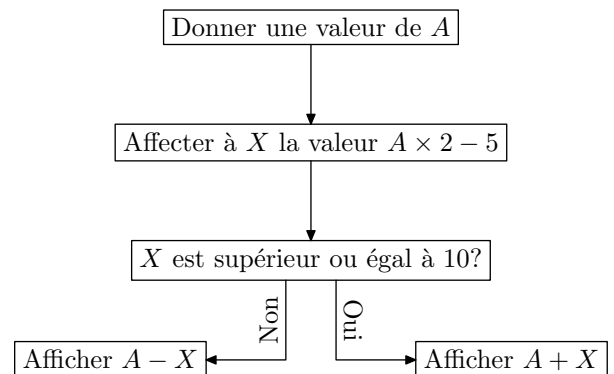 Donner une valeur de A
Affecter à X la valeur A × 2 − 5
X est supérieur ou égal à 10?
Non
Oui
Afficher A − X
Afficher A + X